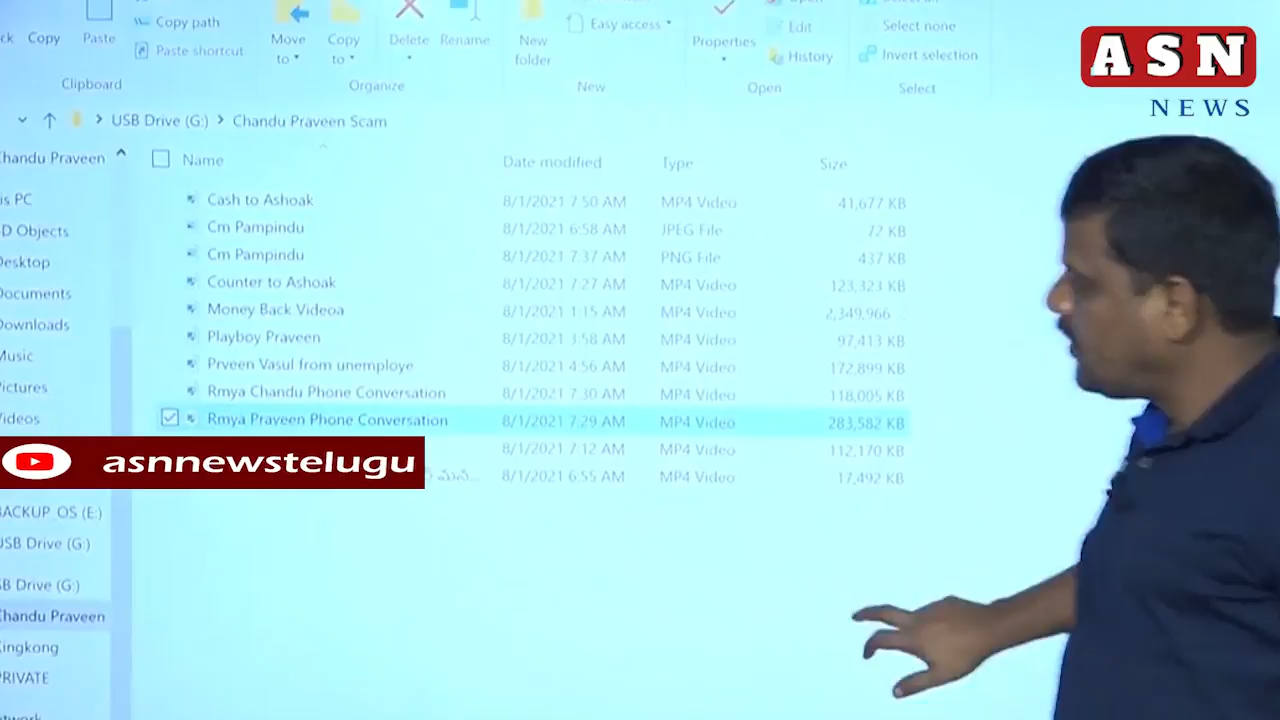 Copy path
Copy
Paste
Paste shortcut
Move to
Copy to
Delete
Rename
New folder
Easy access
Properties
Edit
History
Select none
Invert selection
Clipboard
Organize
New
Open
Select
ASN
NEWS
USB Drive (G:) > Chandu Praveen Scam
Name Date modified Type Size
Cash to Ashoak 8/1/2021 7:50 AM MP4 Video 41,677 KB
Cm Pampindu 8/1/2021 6:58 AM JPEG File 72 KB
Cm Pampindu 8/1/2021 7:37 AM PNG File 437 KB
Counter to Ashoak 8/1/2021 7:27 AM MP4 Video 123,323 KB
Money Back Videoa 8/1/2021 1:15 AM MP4 Video 2,349,966 ...
Playboy Praveen 8/1/2021 3:58 AM MP4 Video 97,413 KB
Prveen Vasul from unemploye 8/1/2021 4:56 AM MP4 Video 172,899 KB
Rmya Chandu Phone Conversation 8/1/2021 7:30 AM MP4 Video 118,005 KB
Rmya Praveen Phone Conversation 8/1/2021 7:29 AM MP4 Video 283,582 KB
8/1/2021 7:12 AM MP4 Video 112,170 KB
8/1/2021 6:55 AM MP4 Video 17,492 KB
Chandu Praveen
is PC
D Objects
Desktop
Documents
Downloads
Music
Pictures
Videos
asnnewstelugu
BACKUP OS (E:)
USB Drive (G:)
SB Drive (G:)
Chandu Praveen
Kingkong
PRIVATE